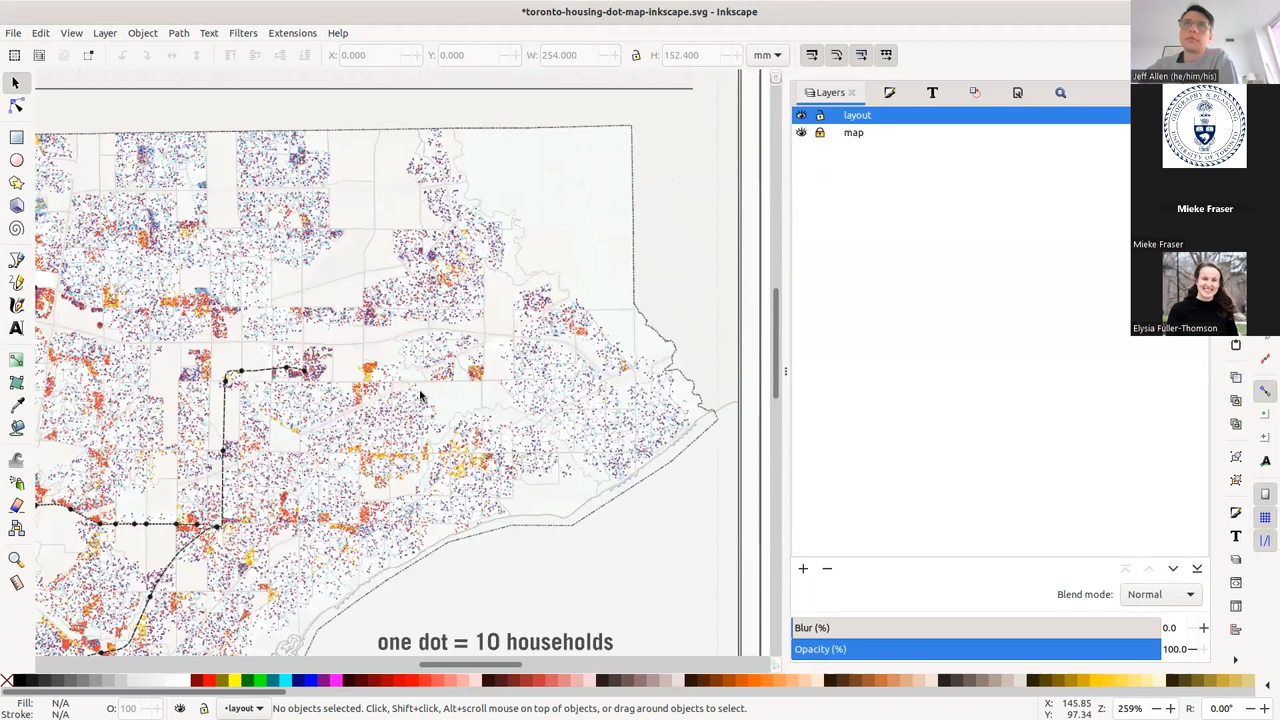 *toronto-housing-dot-map-inkscape.svg - Inkscape
File Edit View Layer Object Path Text Filters Extensions Help
X: 0.000 Y: 0.000 W: 254.000 H: 152.400 mm
Layers
layout
map
Jeff Allen (he/him/his)
Mieke Fraser
Mieke Fraser
Elysia Fuller-Thomson
one dot = 10 households
Blend mode: Normal
Blur (%) 0.0
Opacity (%) 100.0
Fill: N/A
Stroke: N/A
O: 100
•layout
No objects selected. Click, Shift+click, Alt+scroll mouse on top of objects, or drag around objects to select.
X: 145.85
Y: 97.34
Z: 259%
R: 0.00°